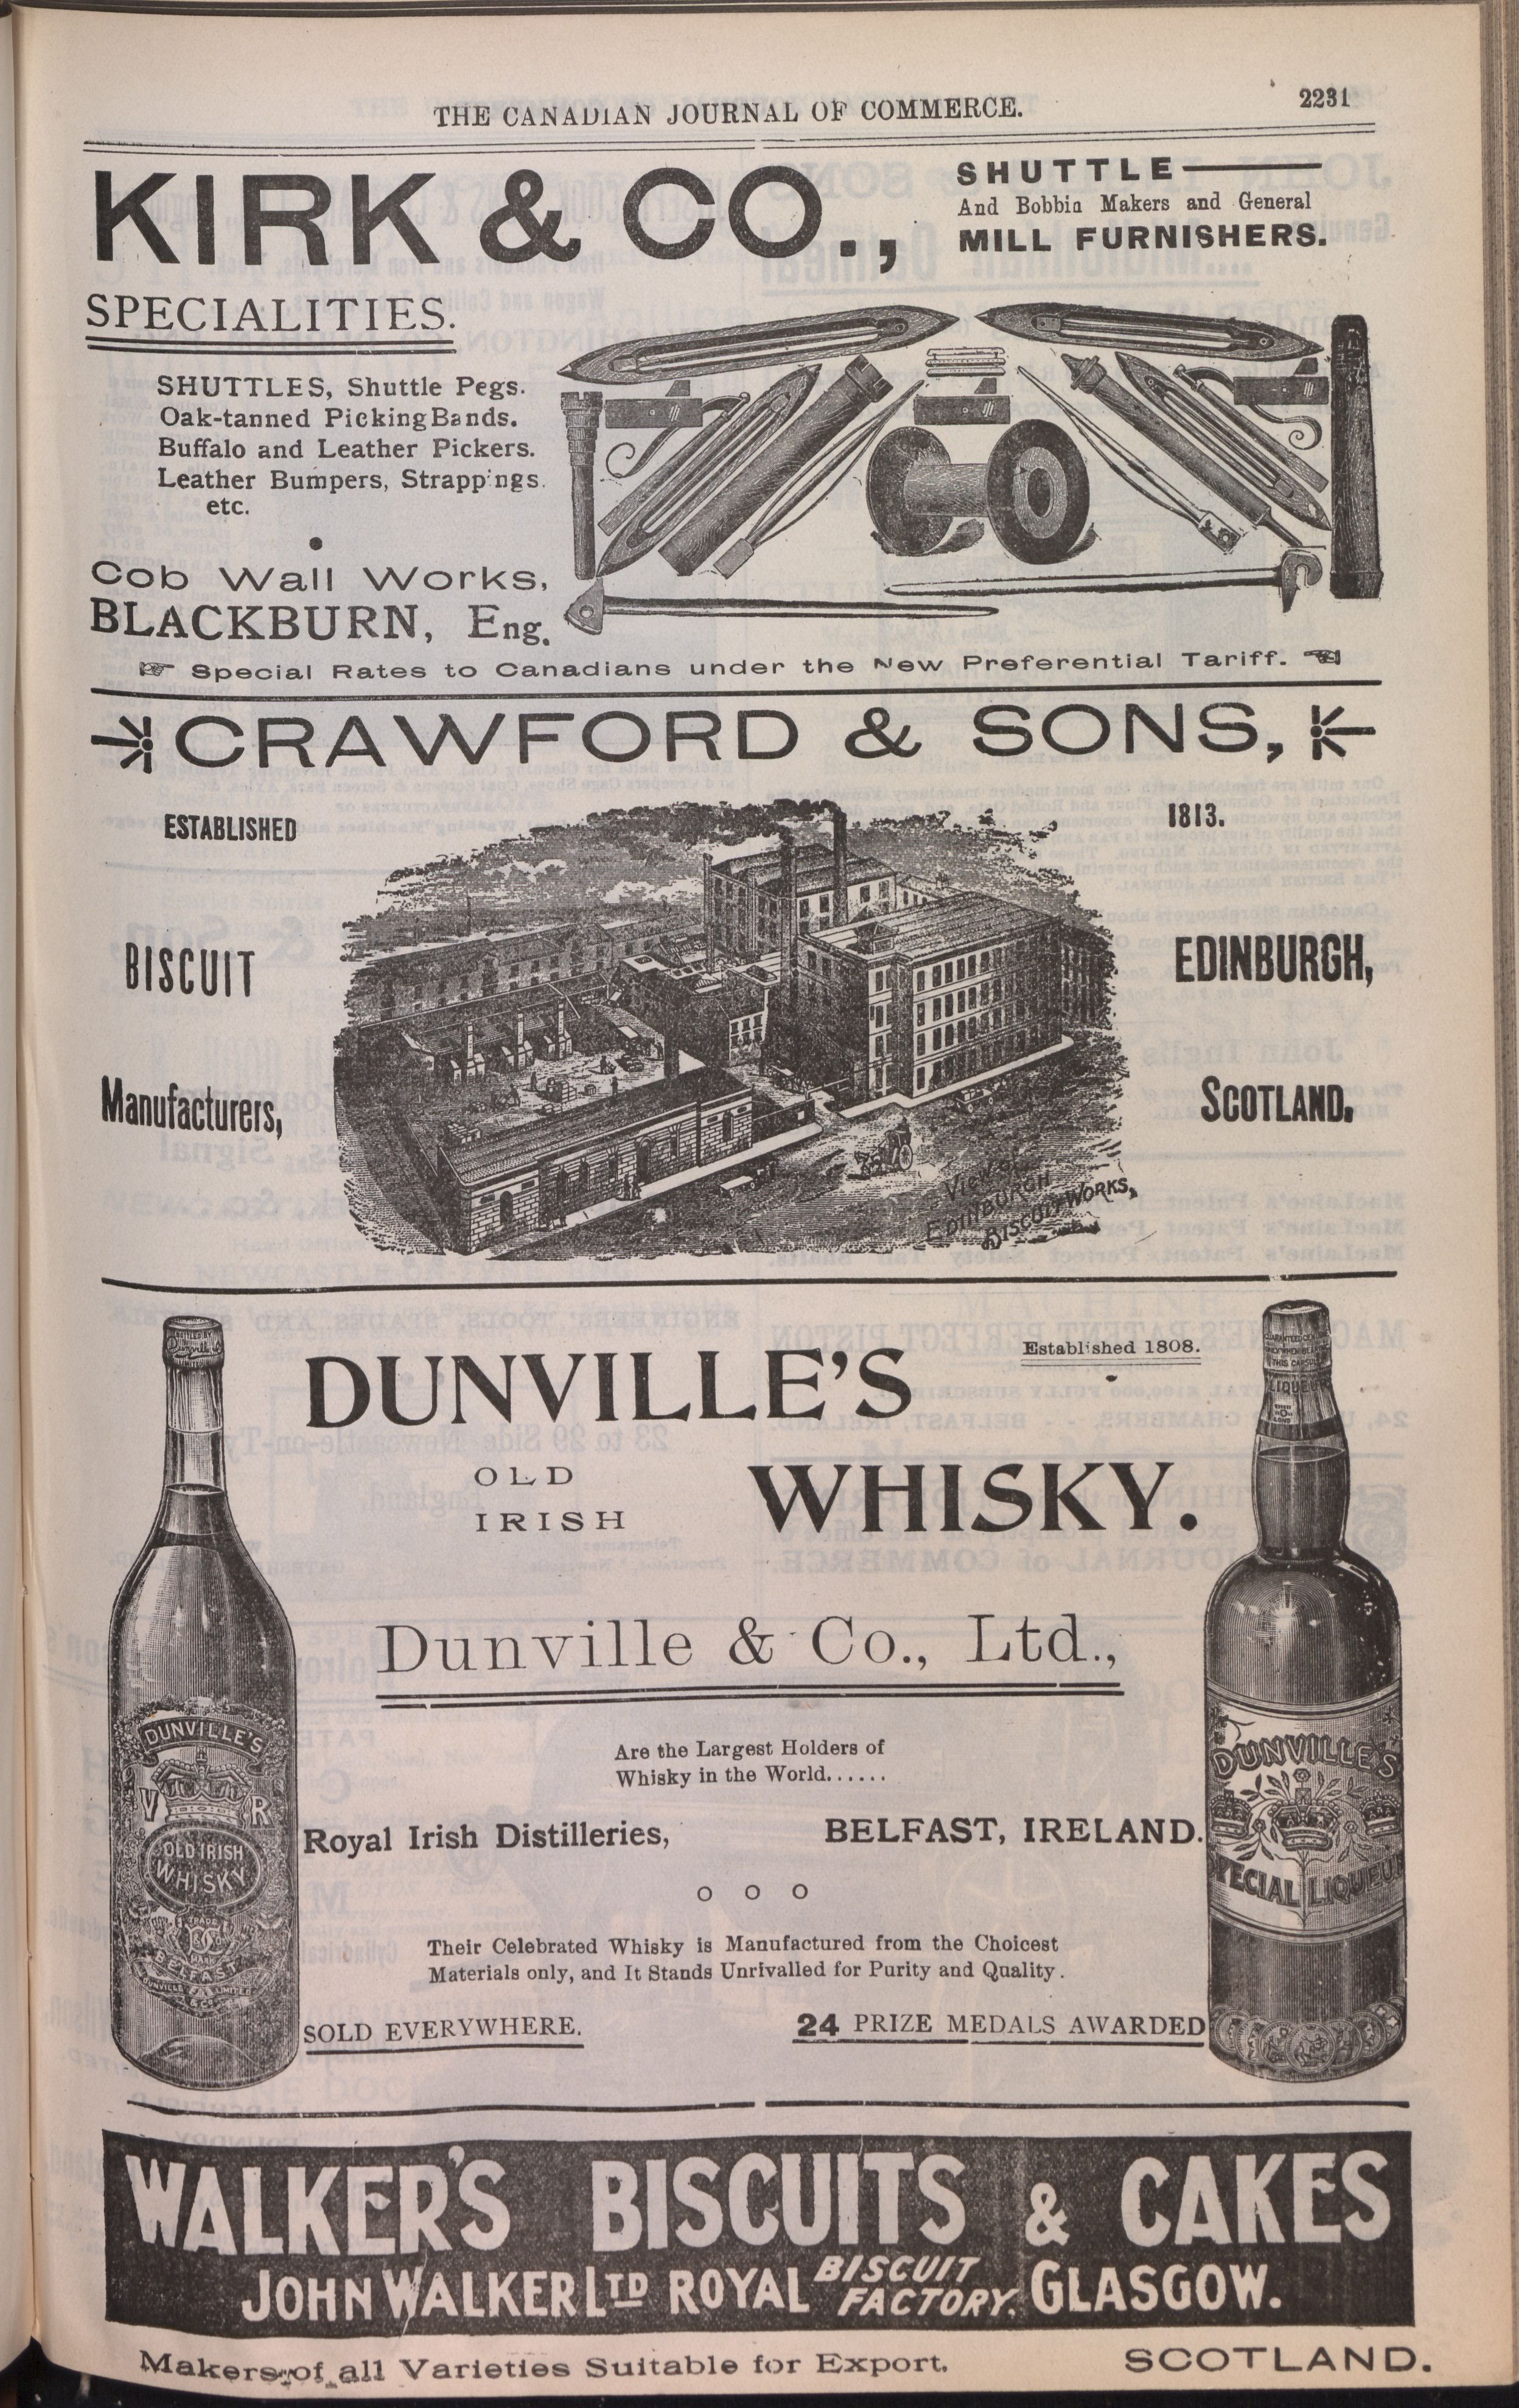 THE CANADIAN JOURNAL OF COMMERCE.
2231
KIRK & CO.,
SHUTTLE
And Bobbin Makers and General
MILL FURNISHERS.
SPECIALITIES.
SHUTTLES, Shuttle Pegs.
Oak-tanned Picking Bands.
Buffalo and Leather Pickers.
Leather Bumpers, Strappings.
etc.
Cob Wall Works,
BLACKBURN, Eng.
Special Rates to Canadians under the New Preferential Tariff.
CRAWFORD & SONS,
ESTABLISHED
1813.
BISCUIT
EDINBURGH,
Manufacturers,
SCOTLAND.
View of
EDINBURGH
BISCUIT WORKS.
DUNVILLE'S
Established 1808.
OLD
IRISH
WHISKY.
Dunville & Co., Ltd.,
Are the Largest Holders of
Whisky in the World......
Royal Irish Distilleries,
BELFAST, IRELAND.
Their Celebrated Whisky is Manufactured from the Choicest
Materials only, and It Stands Unrivalled for Purity and Quality.
SOLD EVERYWHERE.
24 PRIZE MEDALS AWARDED
DUNVILLE'S
V R
OLD IRISH
WHISKY
TRADE
MARK
BELFAST
LIQUEUR
DUNVILLE'S
SPECIAL LIQUEUR
WALKER'S BISCUITS & CAKES
JOHN WALKER LTD ROYAL BISCUIT FACTORY, GLASGOW.
Makers of all Varieties Suitable for Export.
SCOTLAND.